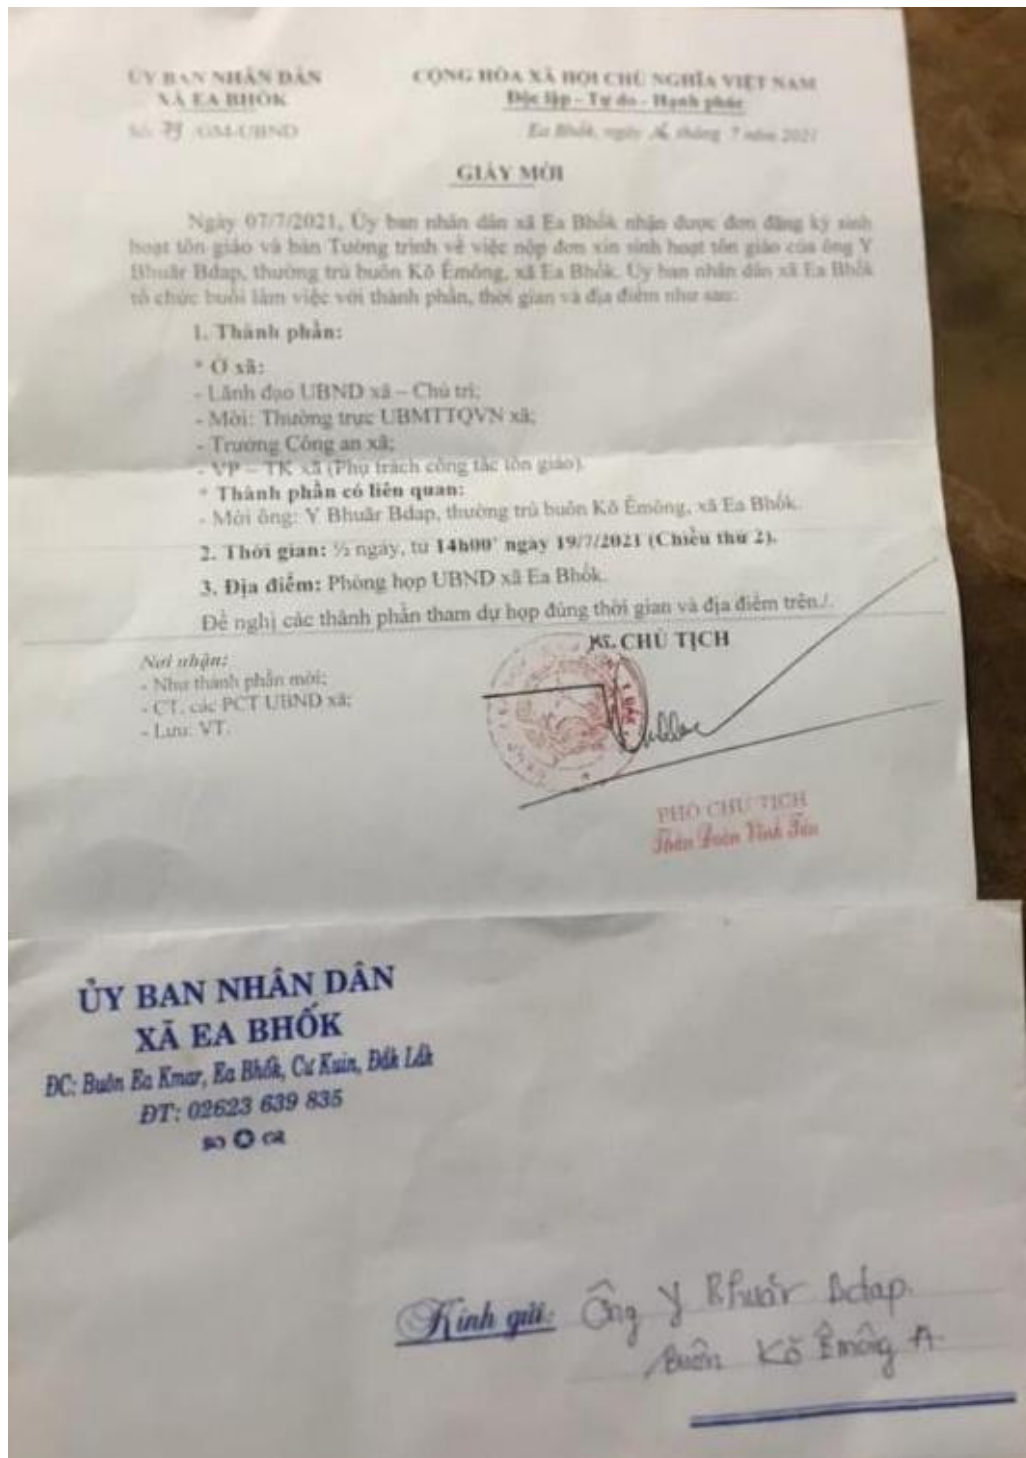 ỦY BAN NHÂN DÂN
XÃ EA BHỐK
Số: 79 /GM-UBND
CỘNG HÒA XÃ HỘI CHỦ NGHĨA VIỆT NAM
Độc lập - Tự do - Hạnh phúc
Ea Bhốk, ngày 16 tháng 7 năm 2021
GIẤY MỜI
Ngày 07/7/2021, Ủy ban nhân dân xã Ea Bhốk nhận được đơn đăng ký sinh
hoạt tôn giáo và bản Tường trình về việc nộp đơn xin sinh hoạt tôn giáo của ông Y
Bhuăr Bdap, thường trú buôn Kô Êmông, xã Ea Bhốk. Ủy ban nhân dân xã Ea Bhốk
tổ chức buổi làm việc với thành phần, thời gian và địa điểm như sau:
1. Thành phần:
* Ở xã:
- Lãnh đạo UBND xã – Chủ trì;
- Mời: Thường trực UBMTTQVN xã;
- Trưởng Công an xã;
- VP – TK xã (Phụ trách công tác tôn giáo).
* Thành phần có liên quan:
- Mời ông: Y Bhuăr Bdap, thường trú buôn Kô Êmông, xã Ea Bhốk.
2. Thời gian: ½ ngày, từ 14h00' ngày 19/7/2021 (Chiều thứ 2).
3. Địa điểm: Phòng họp UBND xã Ea Bhốk.
Đề nghị các thành phần tham dự họp đúng thời gian và địa điểm trên./.
Nơi nhận:
- Như thành phần mời;
- CT, các PCT UBND xã;
- Lưu: VT.
KT. CHỦ TỊCH
PHÓ CHỦ TỊCH
Thân Đoàn Vĩnh
ỦY BAN NHÂN DÂN
XÃ EA BHỐK
ĐC: Buôn Ea Kmar, Ea Bhốk, Cư Kuin, Đắk Lắk
ĐT: 02623 639 835
Kính gửi: Ông Y Bhuăr Bdap.
Buôn Kô Êmông A